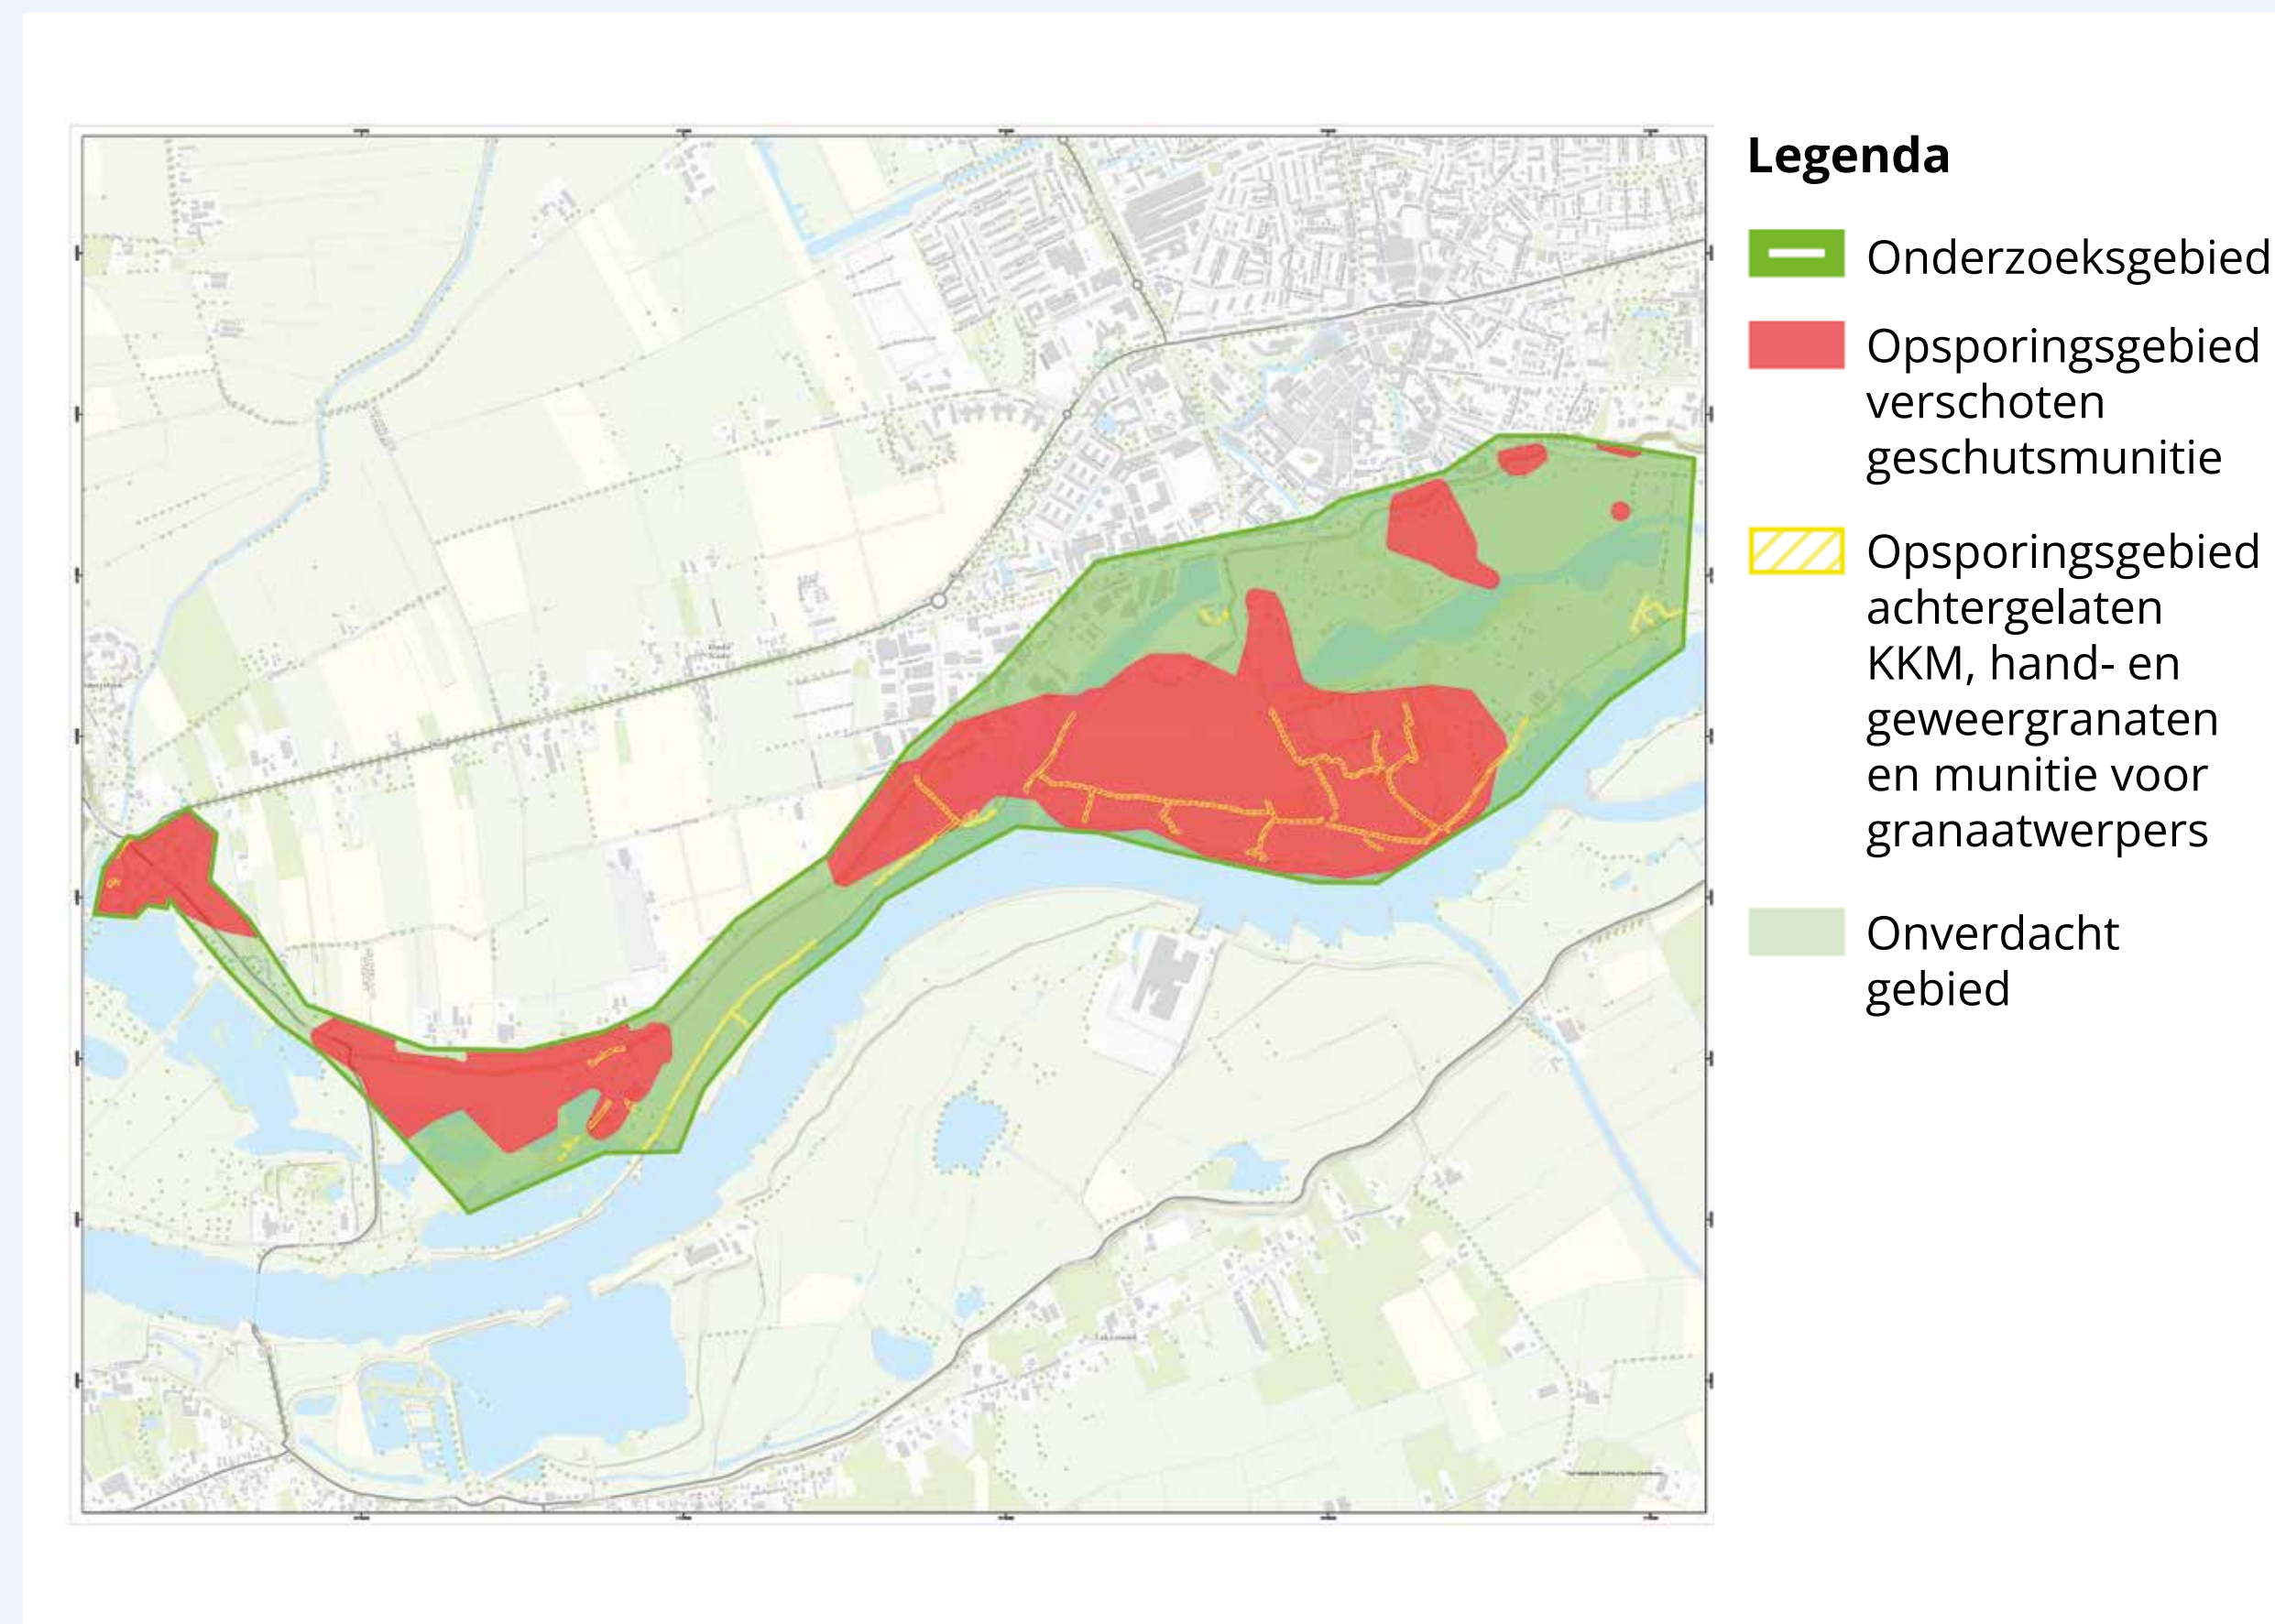 Legenda
Onderzoeksgebied
Opsporingsgebied
verschoten
geschutsmunitie
Opsporingsgebied
achtergelaten
KKM, hand- en
geweergranaten
en munitie voor
granaatwerpers
Onverdacht
gebied